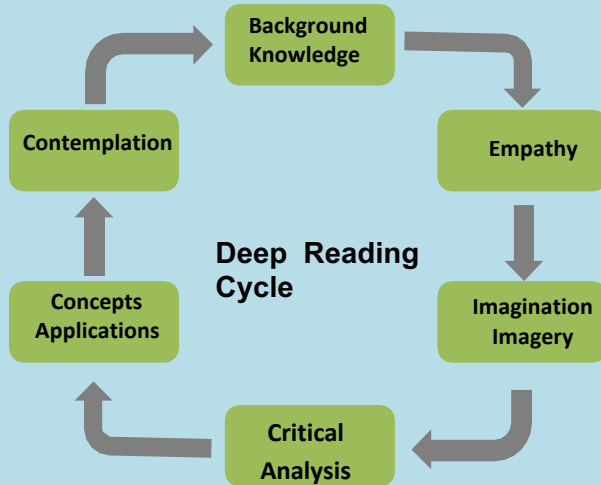 Background
Knowledge
Empathy
Imagination
Imagery
Critical
Analysis
Concepts
Applications
Contemplation
Deep Reading
Cycle